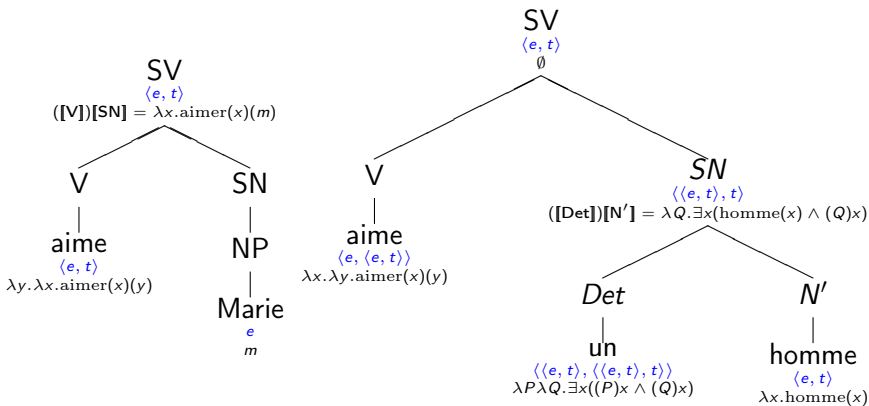 SV
⟨e, t⟩
(⟦V⟧)⟦SN⟧ = λx.aimer(x)(m)
V
SN
aime
⟨e, t⟩
λy.λx.aimer(x)(y)
NP
Marie
e
m
SV
⟨e, t⟩
∅
V
aime
⟨e, ⟨e, t⟩⟩
λx.λy.aimer(x)(y)
SN
⟨⟨e, t⟩, t⟩
(⟦Det⟧)⟦N′⟧ = λQ.∃x(homme(x) ∧ (Q)x)
Det
N′
un
⟨⟨e, t⟩, ⟨⟨e, t⟩, t⟩⟩
λPλQ.∃x((P)x ∧ (Q)x)
homme
⟨e, t⟩
λx.homme(x)